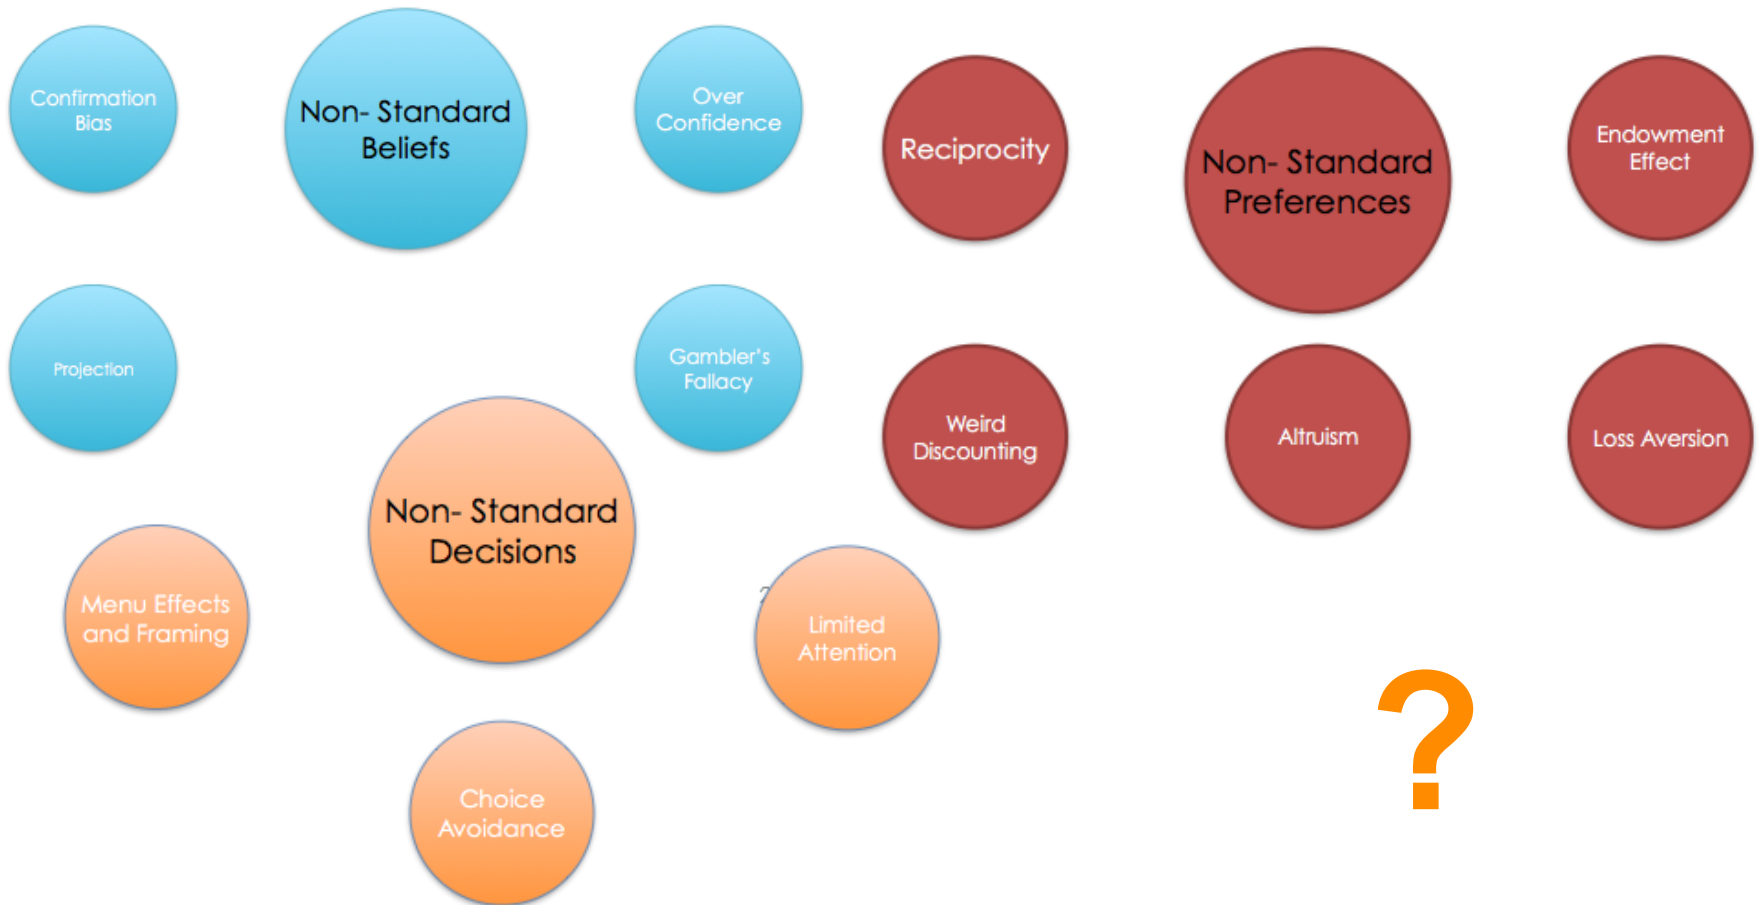 Confirmation
Bias
Non- Standard
Beliefs
Over
Confidence
Reciprocity
Non- Standard
Preferences
Endowment
Effect
Projection
Gambler's
Fallacy
Weird
Discounting
Altruism
Loss Aversion
Non- Standard
Decisions
Menu Effects
and Framing
Limited
Attention
Choice
Avoidance
?